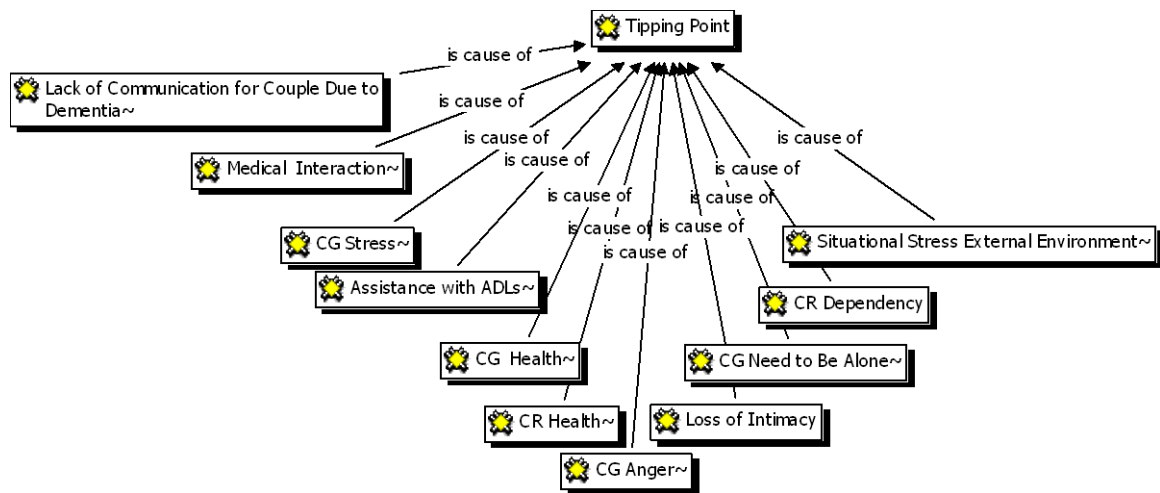 Tipping Point
is cause of
Lack of Communication for Couple Due to
Dementia~
is cause of
Medical Interaction~
is cause of
is cause of
is cause of
CG Stress~
Situational Stress External Environment~
Assistance with ADLs~
is cause of
is cause of
is cause of
is cause of
is cause of
is cause of
CR Dependency
CG Health~
CG Need to Be Alone~
CR Health~
Loss of Intimacy
CG Anger~